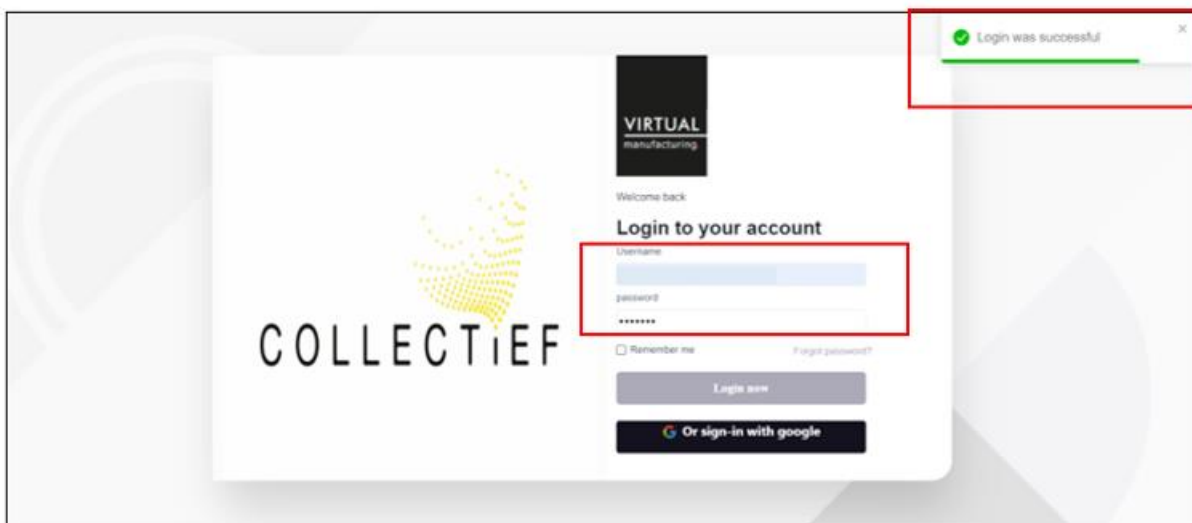 Login was successful
VIRTUAL
manufacturing
Welcome back
Login to your account
Username
password
•••••••
COLLECTiEF
Remember me
Forgot password?
Login now
Or sign-in with google